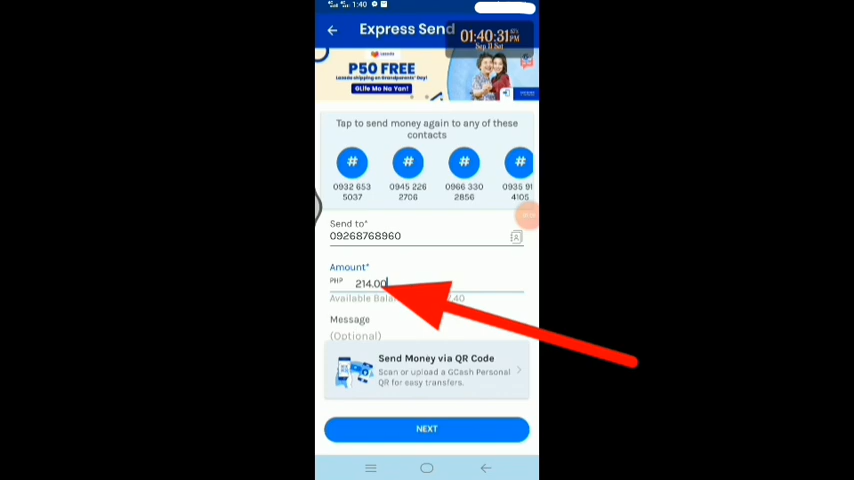 1:40
Express Send
01:40:31 PM
Sep 11 Sat
Lazada
P50 FREE
Lazada shipping on Grandparents' Day!
GLife Mo Na Yan!
Tap to send money again to any of these
contacts
# # # #
0932 653 0945 226 0966 330 0935 91
5037 2706 2856 4105
Send to*
09268768960
Amount*
PHP 214.00
Available Bala .40
Message
(Optional)
Send Money via QR Code
Scan or upload a GCash Personal
QR for easy transfers.
NEXT